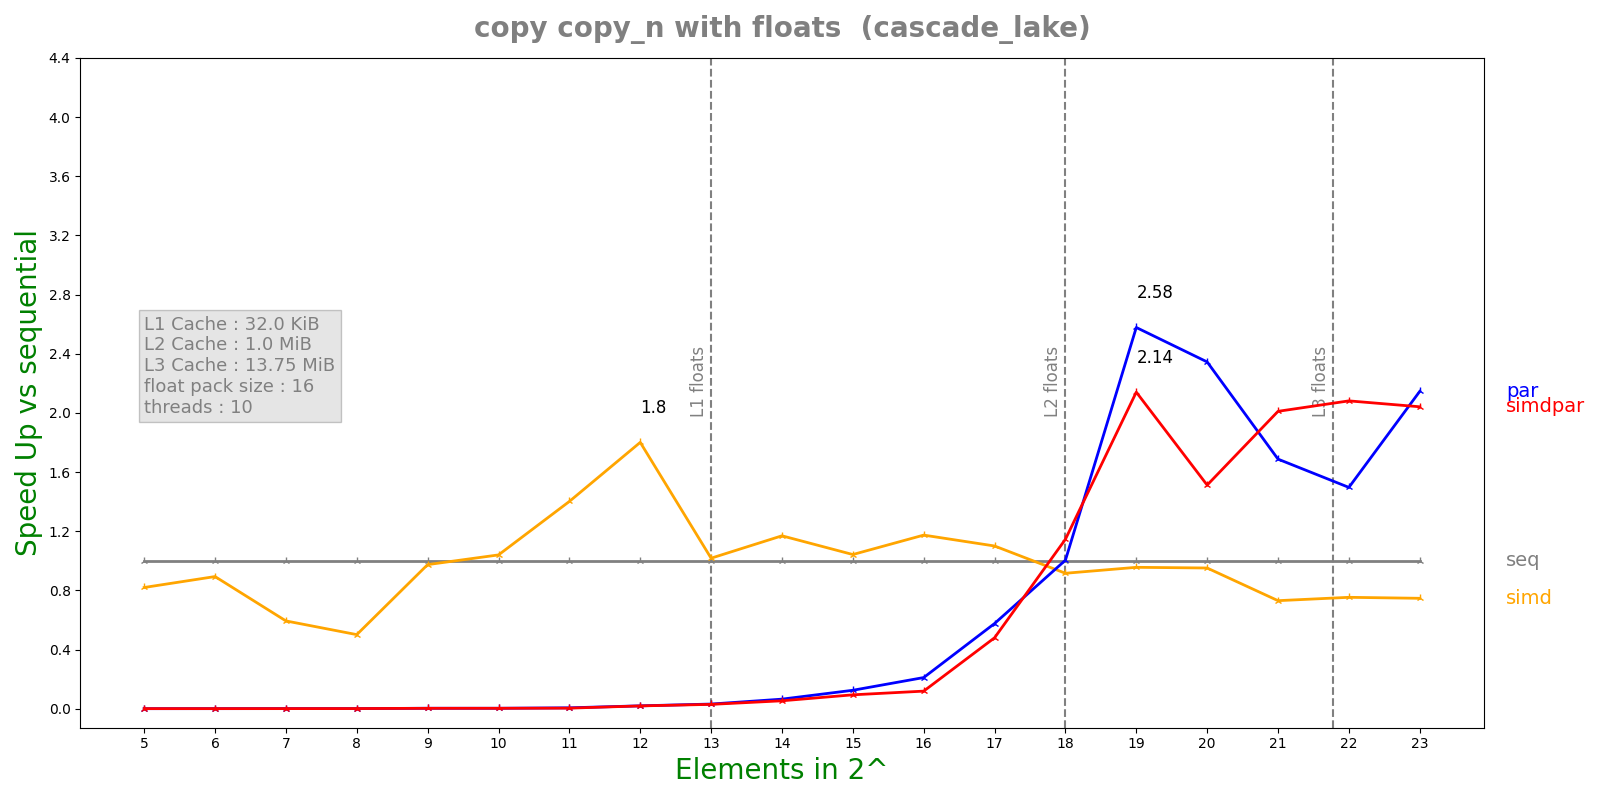 copy copy_n with floats (cascade_lake)
Speed Up vs sequential
4.4
4.0
3.6
3.2
2.8
2.4
2.0
1.6
1.2
0.8
0.4
0.0
L1 Cache : 32.0 KiB
L2 Cache : 1.0 MiB
L3 Cache : 13.75 MiB
float pack size : 16
threads : 10
1.8
2.58
2.14
L1 floats
L2 floats
L3 floats
par
simdpar
seq
simd
5 6 7 8 9 10 11 12 13 14 15 16 17 18 19 20 21 22 23
Elements in 2^